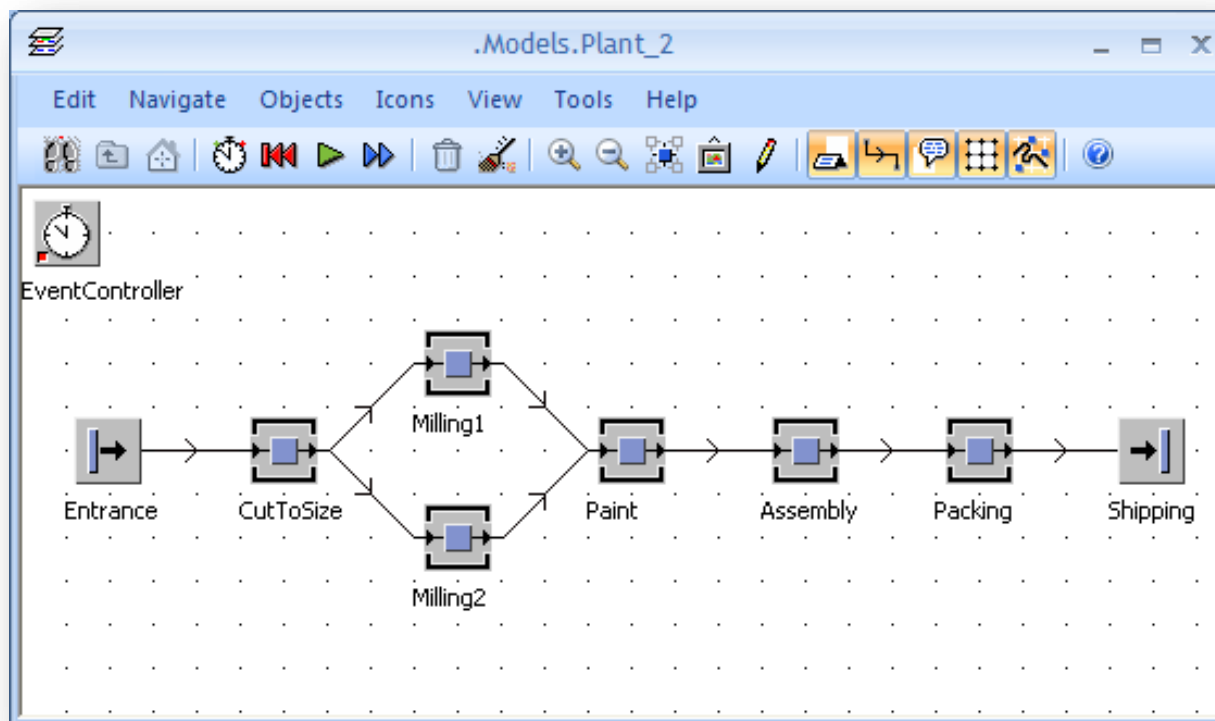 .Models.Plant_2
Edit Navigate Objects Icons View Tools Help
EventController
Milling1
Entrance CutToSize Paint Assembly Packing Shipping
Milling2